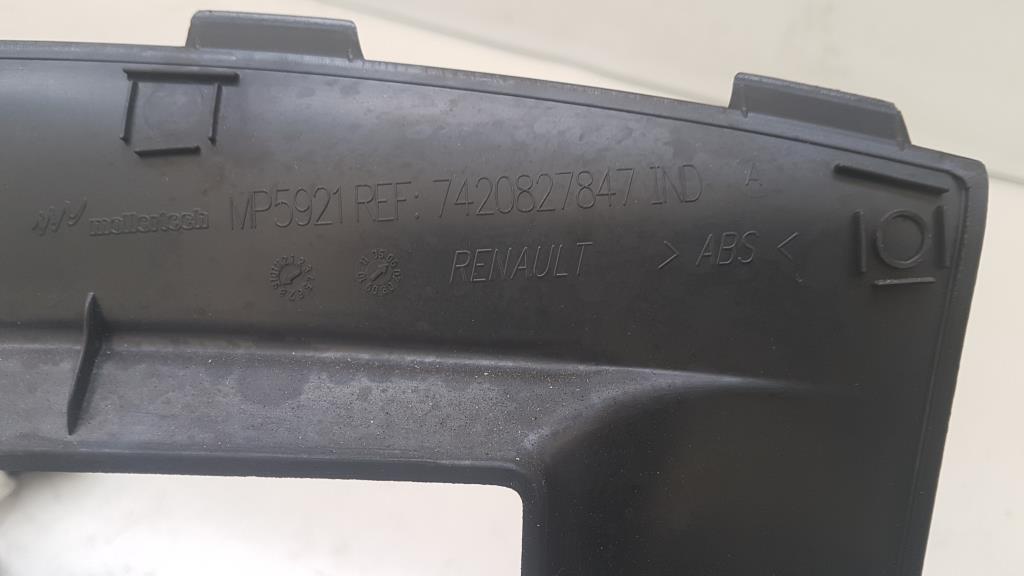 mollertech MP5921 REF: 7420827847 IND A
RENAULT > ABS <